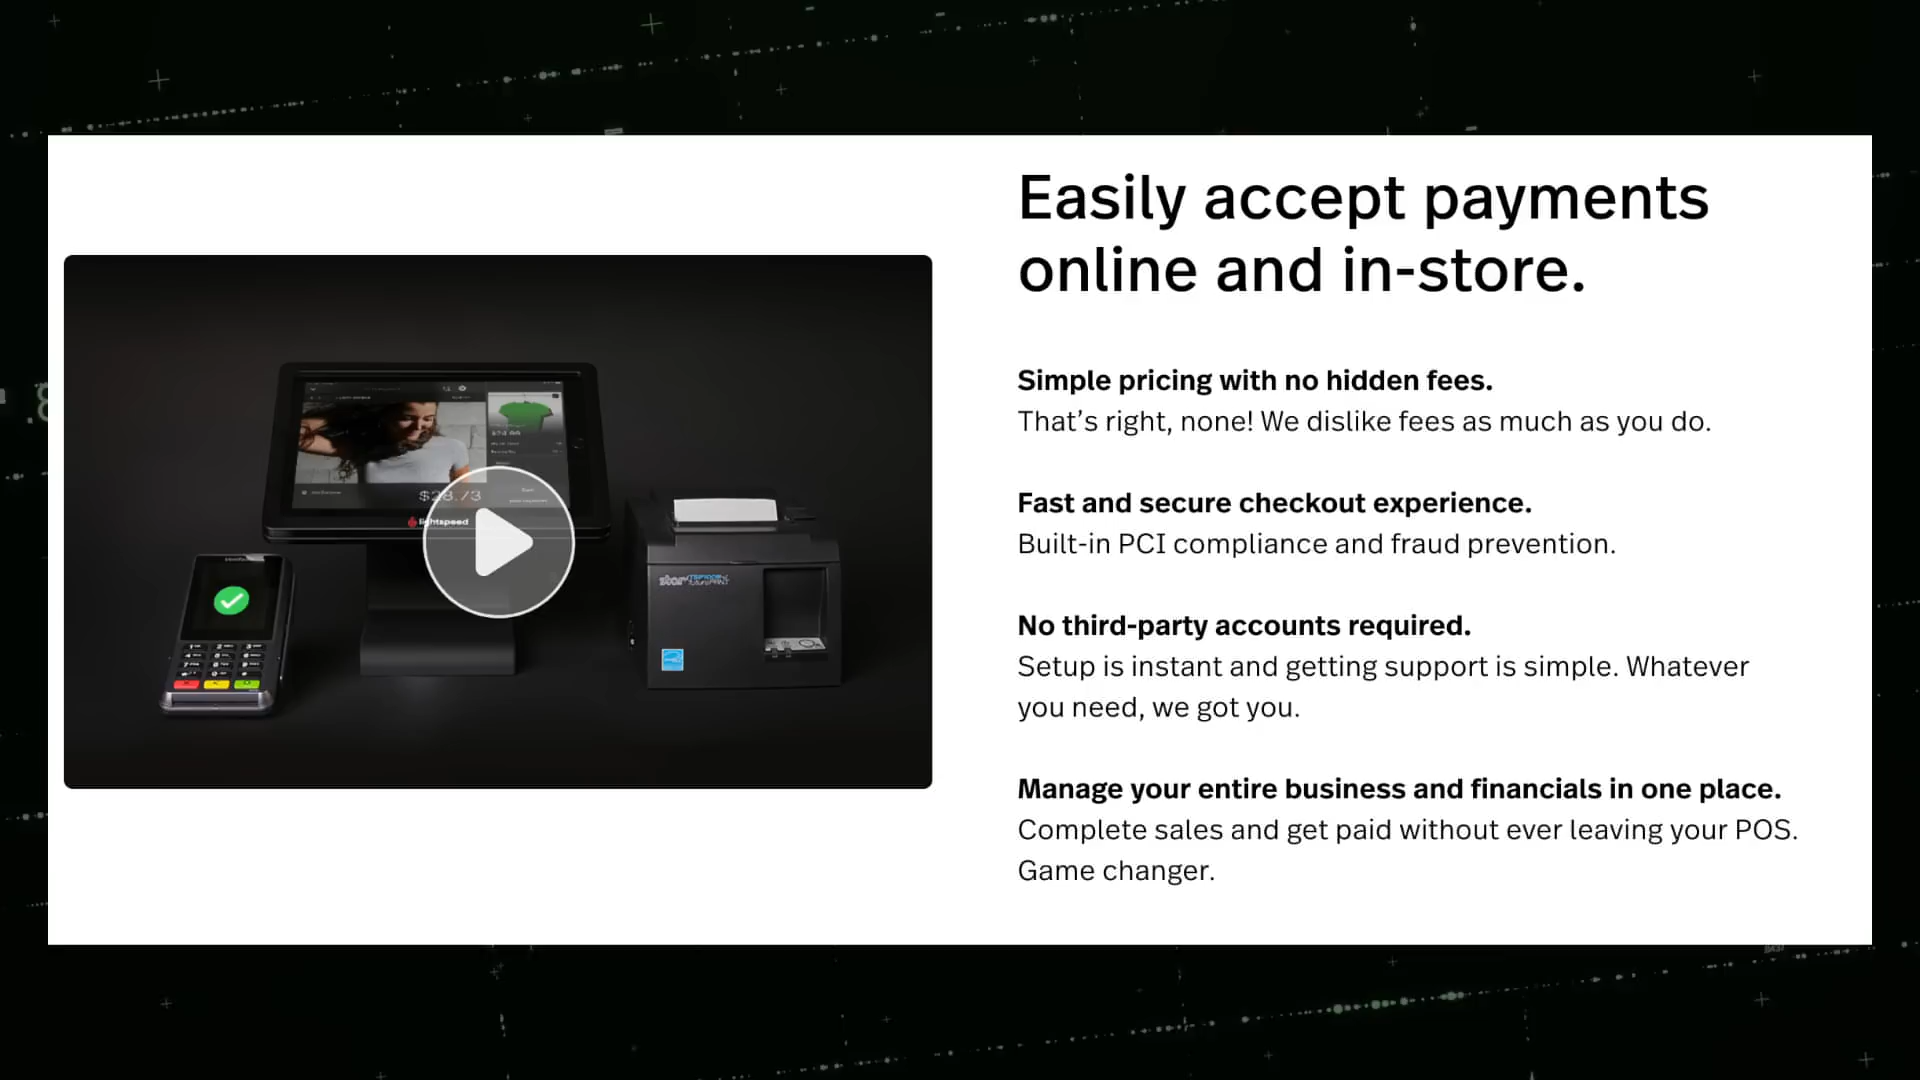 Easily accept payments
online and in-store.
Simple pricing with no hidden fees.
That’s right, none! We dislike fees as much as you do.
Fast and secure checkout experience.
Built-in PCI compliance and fraud prevention.
No third-party accounts required.
Setup is instant and getting support is simple. Whatever
you need, we got you.
Manage your entire business and financials in one place.
Complete sales and get paid without ever leaving your POS.
Game changer.
$28.73
lightspeed
star